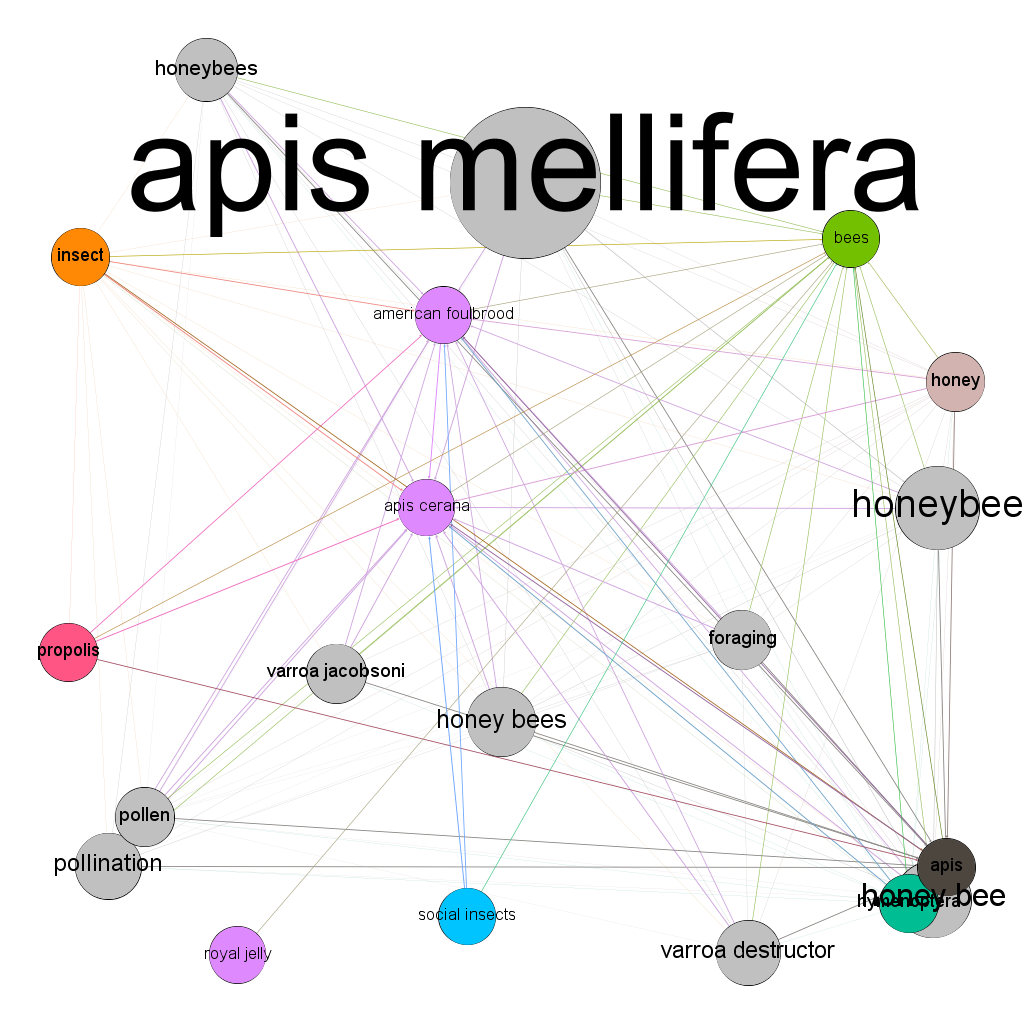 honeybees
apis mellifera
bees
insect
american foulbrood
honey
honeybee
apis cerana
foraging
propolis
varroa jacobsoni
honey bees
pollen
pollination
apis
honey bee
hymenoptera
social insects
royal jelly
varroa destructor